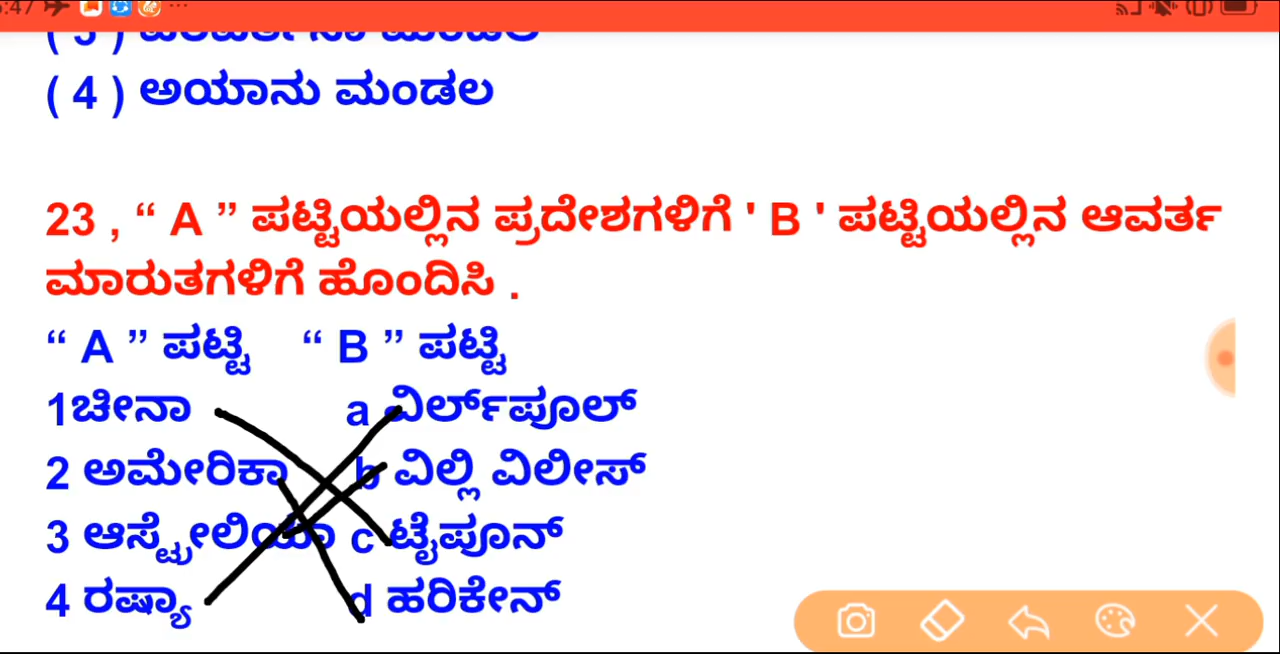 ( 4 ) ಅಯಾನು ಮಂಡಲ
23 , “ A ” ಪಟ್ಟಿಯಲ್ಲಿನ ಪ್ರದೇಶಗಳಿಗೆ ' B ' ಪಟ್ಟಿಯಲ್ಲಿನ ಆವರ್ತ
ಮಾರುತಗಳಿಗೆ ಹೊಂದಿಸಿ .
“ A ” ಪಟ್ಟಿ “ B ” ಪಟ್ಟಿ
1ಚೀನಾ a ವಿರ್ಲ್‌ಪೂಲ್
2 ಅಮೇರಿಕಾ b ವಿಲ್ಲಿ ವಿಲೀಸ್
3 ಆಸ್ಟ್ರೇಲಿಯಾ c ಟೈಪೂನ್
4 ರಷ್ಯಾ d ಹರಿಕೇನ್